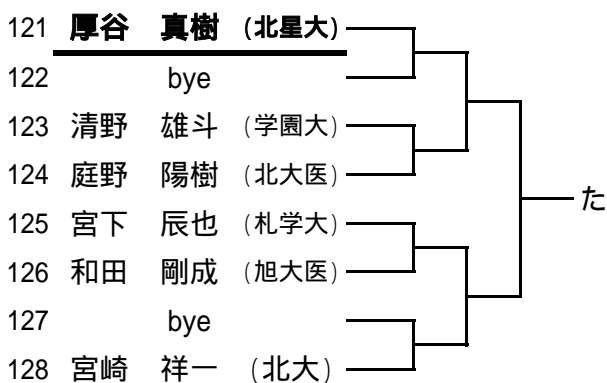 121 厚谷 真樹 (北星大)
122 bye
123 清野 雄斗 (学園大)
124 庭野 陽樹 (北大医)
125 宮下 辰也 (札学大)
126 和田 剛成 (旭大医)
127 bye
128 宮崎 祥一 (北大)
た